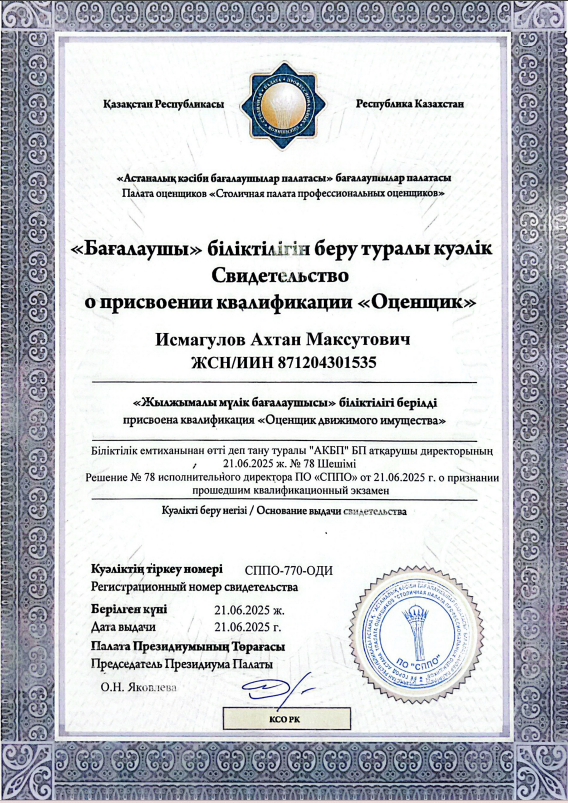 Қазақстан Республикасы
Республика Казахстан
«Астаналық кәсіби бағалаушылар палатасы» бағалаушылар палатасы
Палата оценщиков «Столичная палата профессиональных оценщиков»
«Бағалаушы» біліктілігін беру туралы куәлік
Свидетельство
о присвоении квалификации «Оценщик»
Исмагулов Ахтан Максутович
ЖСН/ИИН 871204301535
«Жылжымалы мүлік бағалаушысы» біліктілігі берілді
присвоена квалификация «Оценщик движимого имущества»
Біліктілік емтиханынан өтті деп тану туралы "АКБП" БП атқарушы директорының
21.06.2025 ж. № 78 Шешімі
Решение № 78 исполнительного директора ПО «СППО» от 21.06.2025 г. о признании
прошедшим квалификационный экзамен
Куәлікті беру негізі / Основание выдачи свидетельства
Куәліктің тіркеу номері СППО-770-ОДИ
Регистрационный номер свидетельства
Берілген күні 21.06.2025 ж.
Дата выдачи 21.06.2025 г.
Палата Президиумының Төрағасы
Председатель Президиума Палаты
О.Н. Яковлева
ПО "СППО"
КСО РК